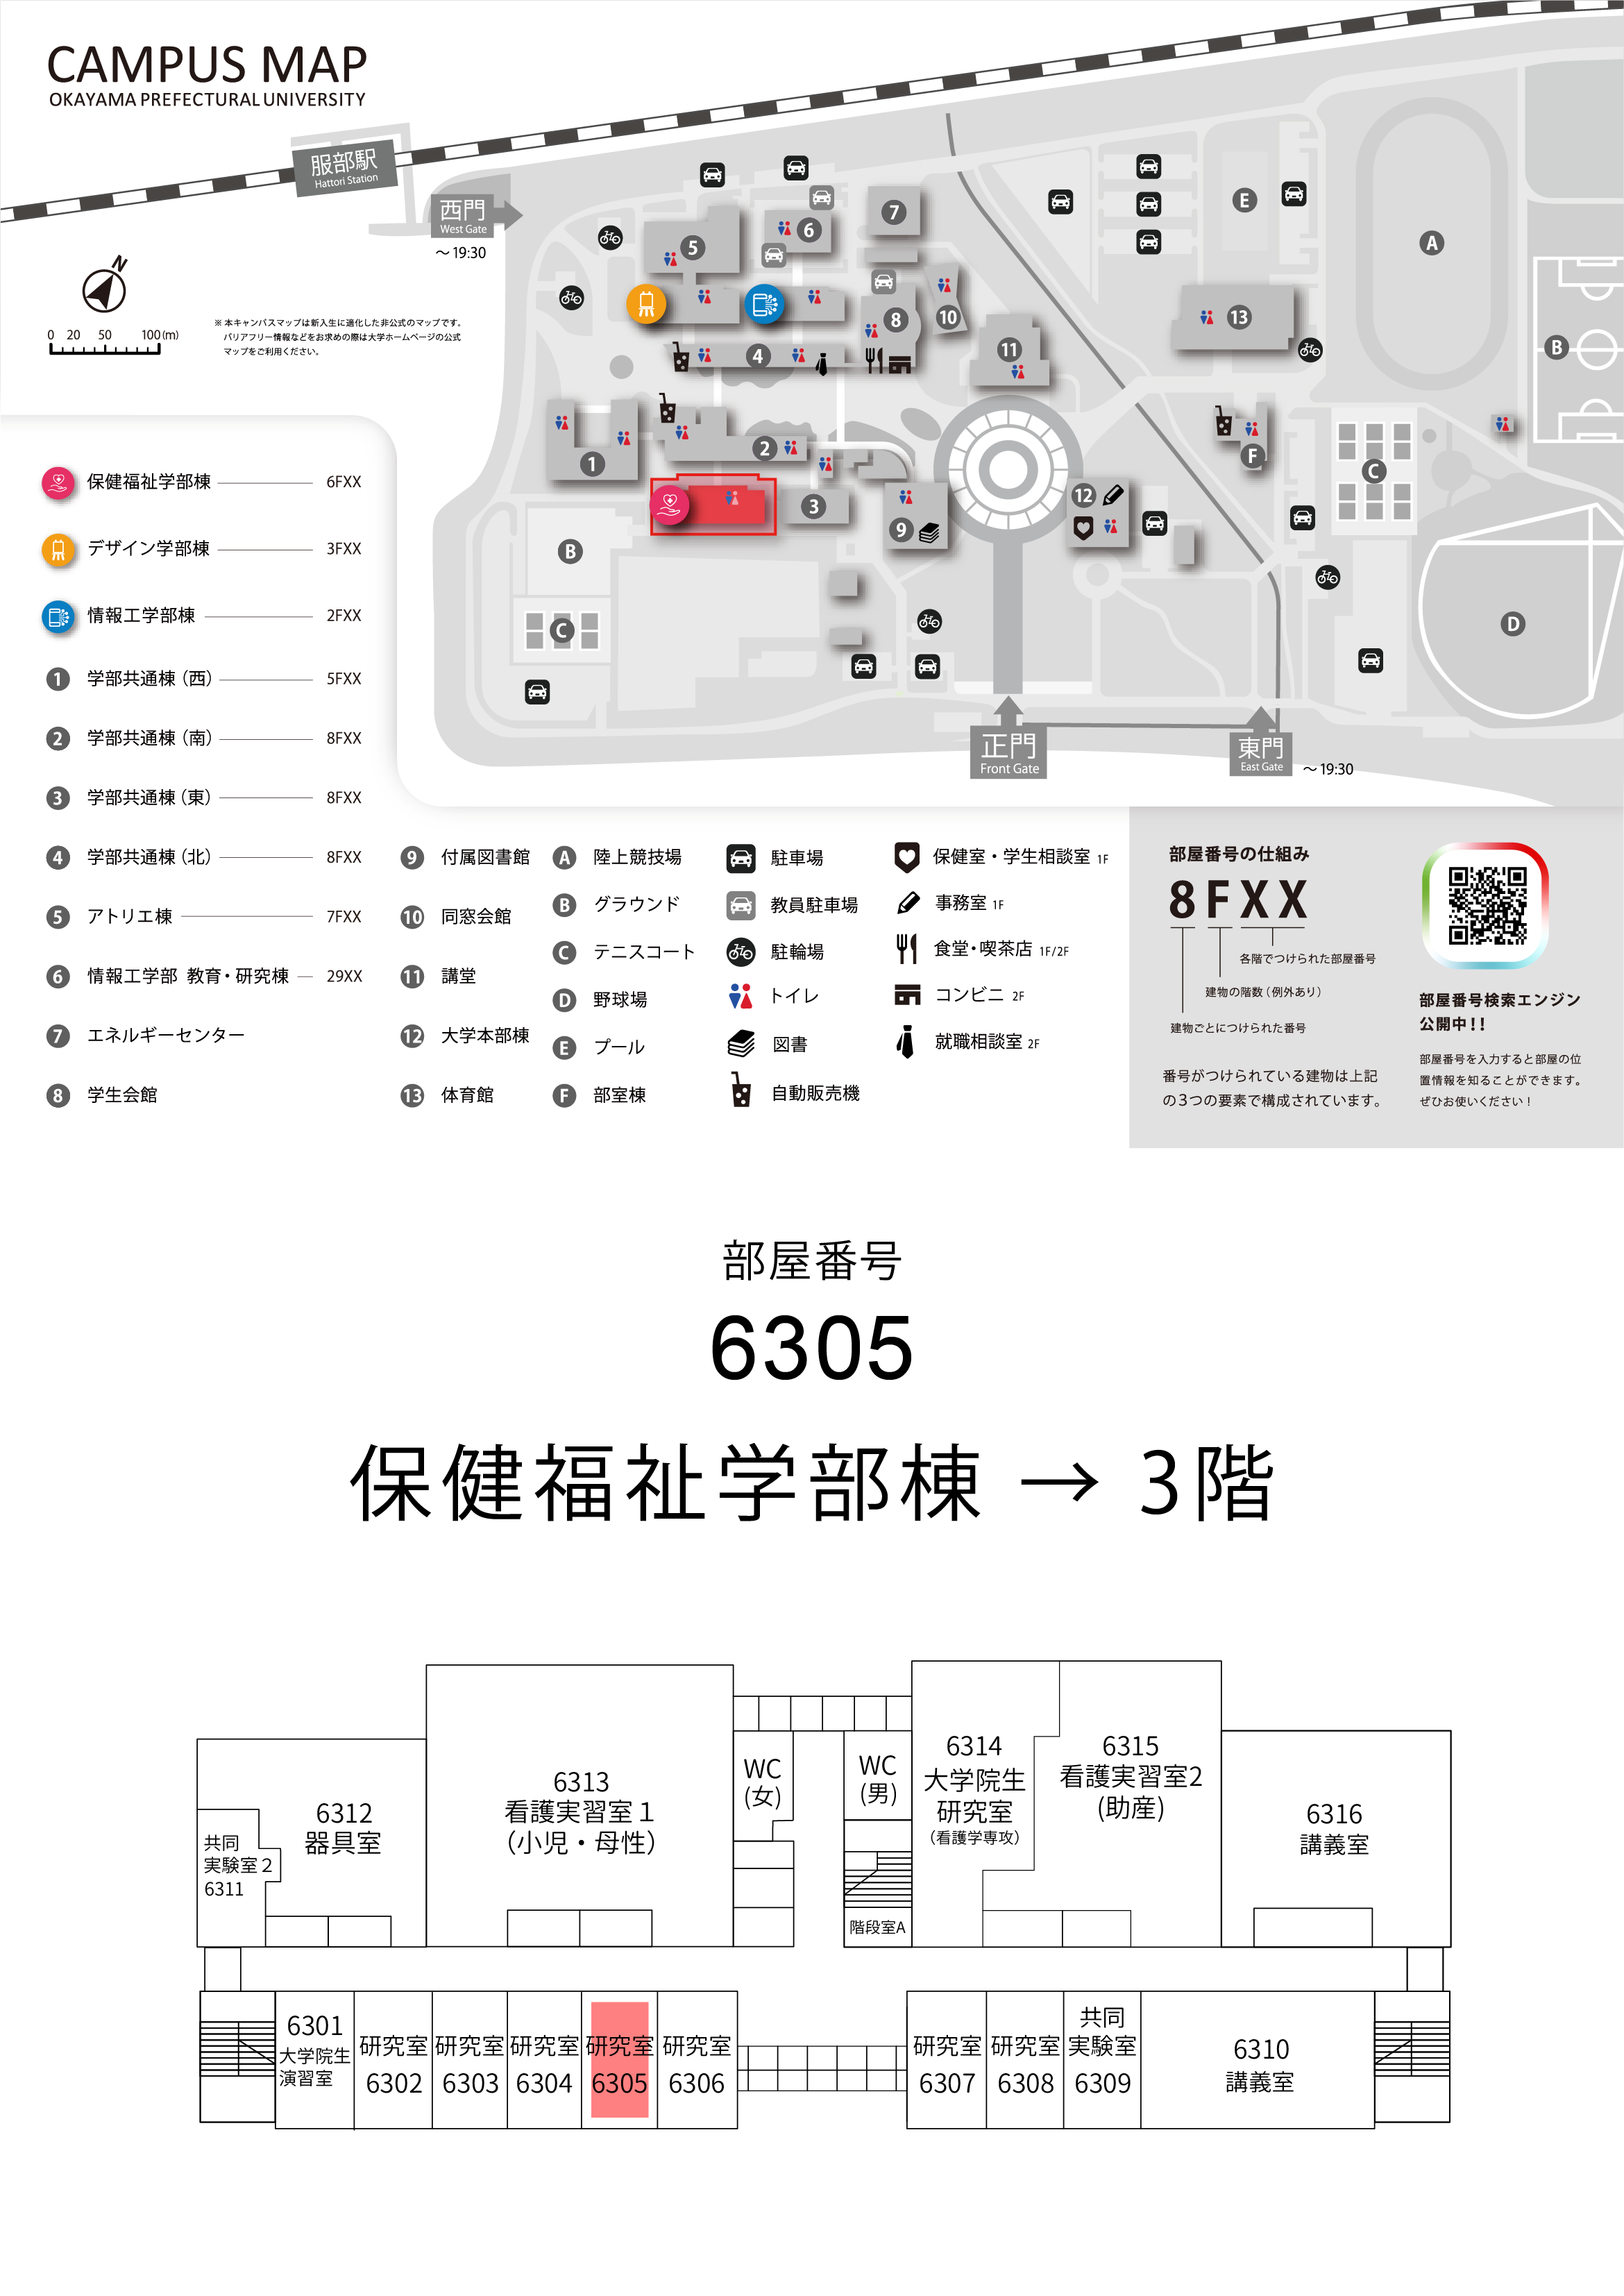 CAMPUS MAP
OKAYAMA PREFECTURAL UNIVERSITY
服部駅
Hattori Station
西門
West Gate
～19:30
N
0 20 50 100(m)
※ 本キャンパスマップは新入生に適化した非公式のマップです。
バリアフリー情報などをお求めの際は大学ホームページの公式
マップをご利用ください。
5
6
7
E
A
8
10
13
4
11
B
1
2
F
C
3
9
12
B
C
D
正門
Front Gate
東門
East Gate
～19:30
保健福祉学部棟 6FXX
デザイン学部棟 3FXX
情報工学部棟 2FXX
1 学部共通棟（西） 5FXX
2 学部共通棟（南） 8FXX
3 学部共通棟（東） 8FXX
4 学部共通棟（北） 8FXX
5 アトリエ棟 7FXX
6 情報工学部 教育・研究棟 29XX
7 エネルギーセンター
8 学生会館
9 付属図書館
10 同窓会館
11 講堂
12 大学本部棟
13 体育館
A 陸上競技場
B グラウンド
C テニスコート
D 野球場
E プール
F 部室棟
駐車場
教員駐車場
駐輪場
トイレ
図書
自動販売機
保健室・学生相談室 1F
事務室 1F
食堂・喫茶店 1F/2F
コンビニ 2F
就職相談室 2F
部屋番号の仕組み
8FXX
各階でつけられた部屋番号
建物の階数（例外あり）
建物ごとにつけられた番号
番号がつけられている建物は上記
の３つの要素で構成されています。
部屋番号検索エンジン
公開中！！
部屋番号を入力すると部屋の位
置情報を知ることができます。
ぜひお使いください！
部屋番号
6305
保健福祉学部棟 → 3階
6312
器具室
共同
実験室２
6311
6313
看護実習室１
（小児・母性）
WC
(女)
WC
(男)
階段室A
6314
大学院生
研究室
（看護学専攻）
6315
看護実習室2
(助産)
6316
講義室
6301
大学院生
演習室
研究室
6302
研究室
6303
研究室
6304
研究室
6305
研究室
6306
研究室
6307
研究室
6308
共同
実験室
6309
6310
講義室